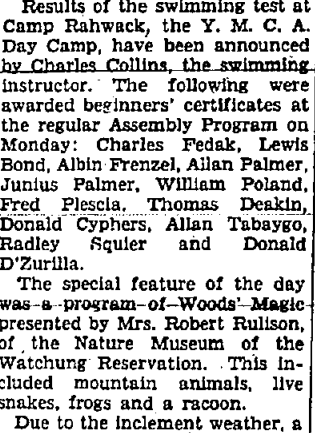 Results of the swimming test at
Camp Rahwack, the Y. M. C. A.
Day Camp, have been announced
by Charles Collins, the swimming
instructor. The following were
awarded beginners' certificates at
the regular Assembly Program on
Monday: Charles Fedak, Lewis
Bond, Albin Frenzel, Allan Palmer,
Junius Palmer, William Poland,
Fred Plescia, Thomas Deakin,
Donald Cyphers, Allan Tabaygo,
Radley Squier and Donald
D'Zurilla.
The special feature of the day
was a program of Woods' Magic
presented by Mrs. Robert Rulison,
of the Nature Museum of the
Watchung Reservation. This in-
cluded mountain animals, live
snakes, frogs and a racoon.
Due to the inclement weather, a